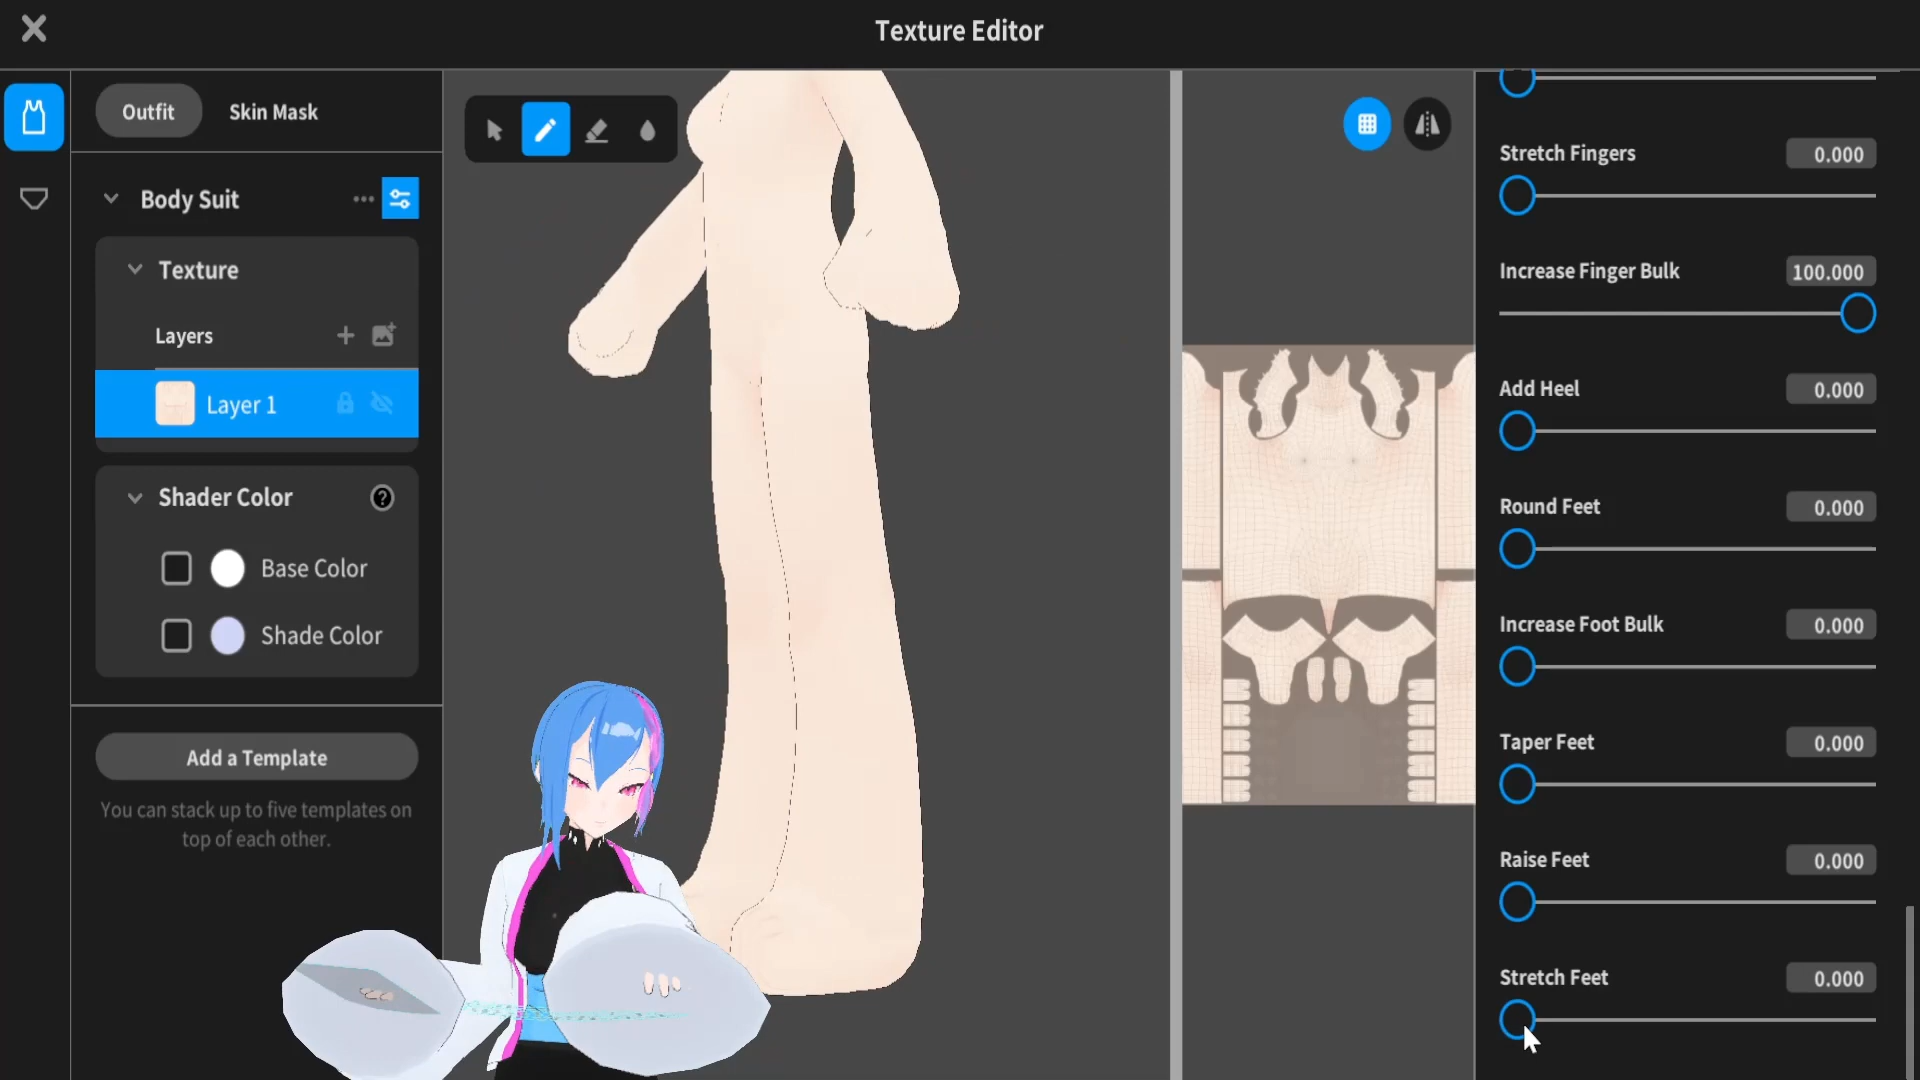 Texture Editor
Outfit
Skin Mask
Body Suit
Texture
Layers
Layer 1
Shader Color
Base Color
Shade Color
Add a Template
You can stack up to five templates on
top of each other.
Stretch Fingers
0.000
Increase Finger Bulk
100.000
Add Heel
0.000
Round Feet
0.000
Increase Foot Bulk
0.000
Taper Feet
0.000
Raise Feet
0.000
Stretch Feet
0.000